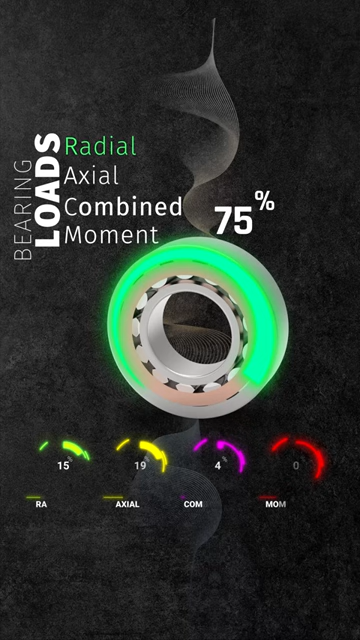 BEARING
LOADS
Radial
Axial
Combined
Moment
75%
15%
19%
4%
0
RA
AXIAL
COM
MOM